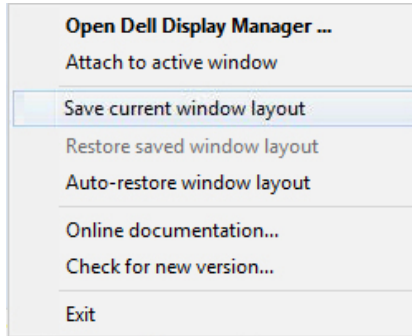 Open Dell Display Manager ...
Attach to active window
Save current window layout
Restore saved window layout
Auto-restore window layout
Online documentation...
Check for new version...
Exit